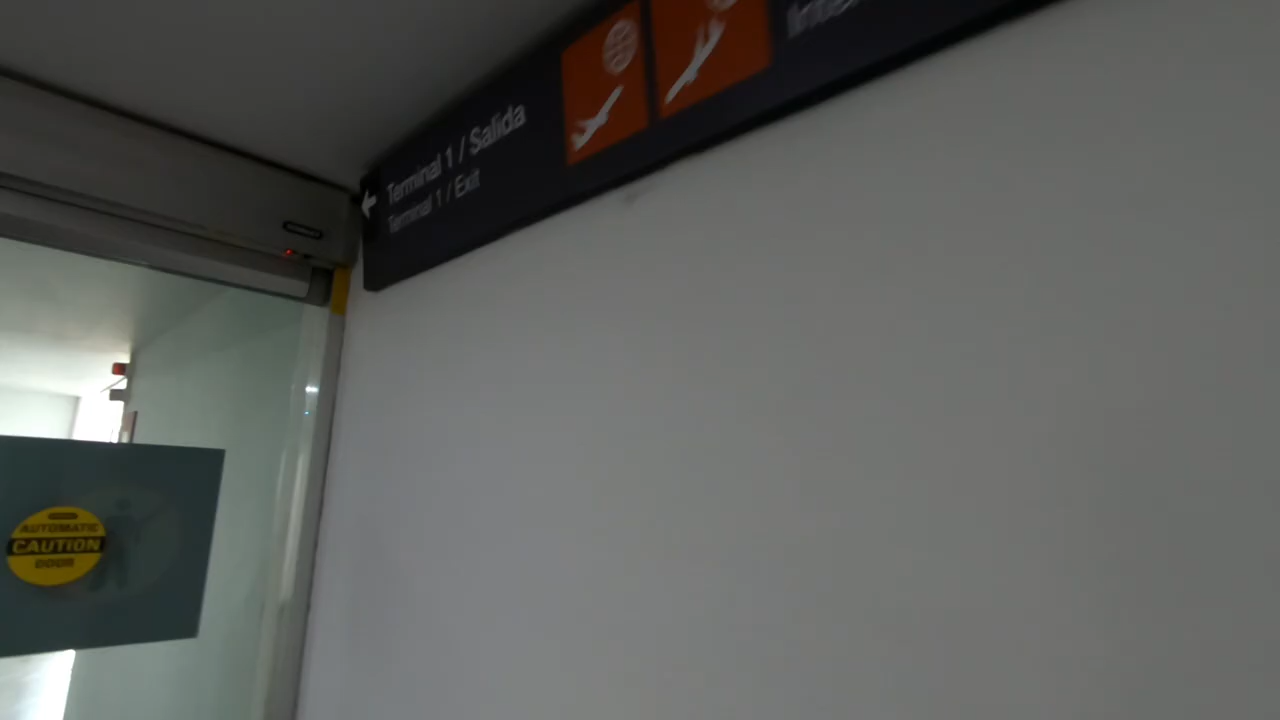 Terminal 1 / Salida
Terminal 1 / Exit
AUTOMATIC
CAUTION
DOOR